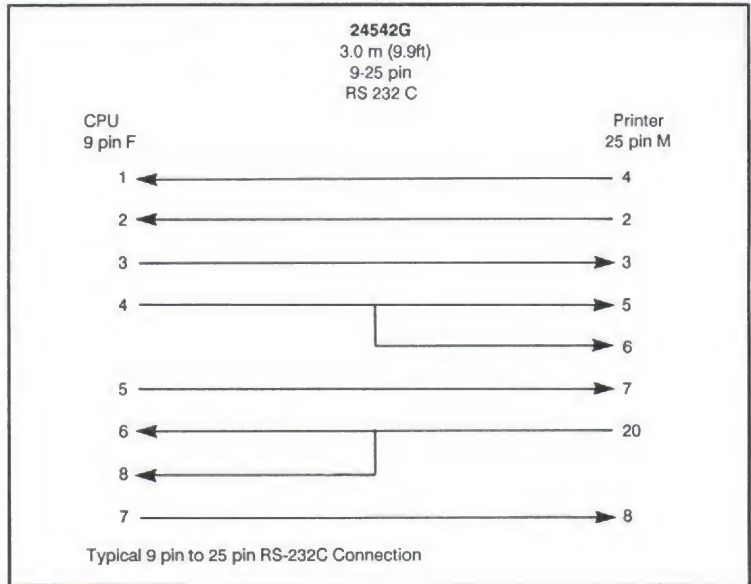 24542G
3.0 m (9.9ft)
9-25 pin
RS 232 C
CPU Printer
9 pin F 25 pin M
1 4
2 2
3 3
4 5
6
5 7
6 20
8
7 8
Typical 9 pin to 25 pin RS-232C Connection